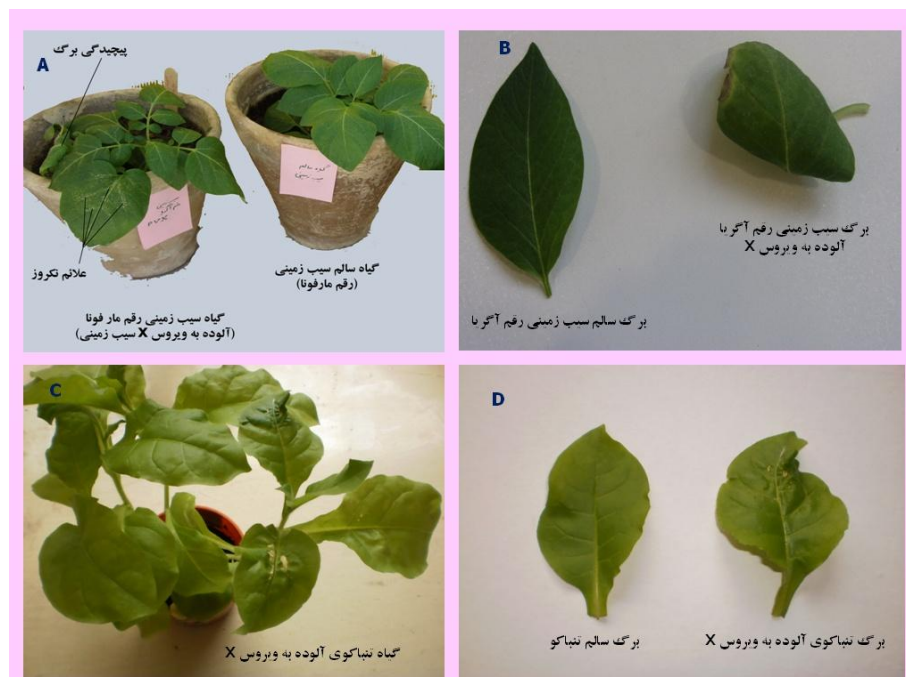 A
پیچیدگی برگ
علائم نکروز
گیاه سالم سیب زمینی
(رقم مارفونا)
گیاه سیب زمینی رقم مار فونا
(آلوده به ویروس X سیب زمینی)
B
برگ سیب زمینی رقم آگریا
آلوده به ویروس X
برگ سالم سیب زمینی رقم آگریا
C
گیاه تنباکوی آلوده به ویروس X
D
برگ سالم تنباکو
برگ تنباکوی آلوده به ویروس X